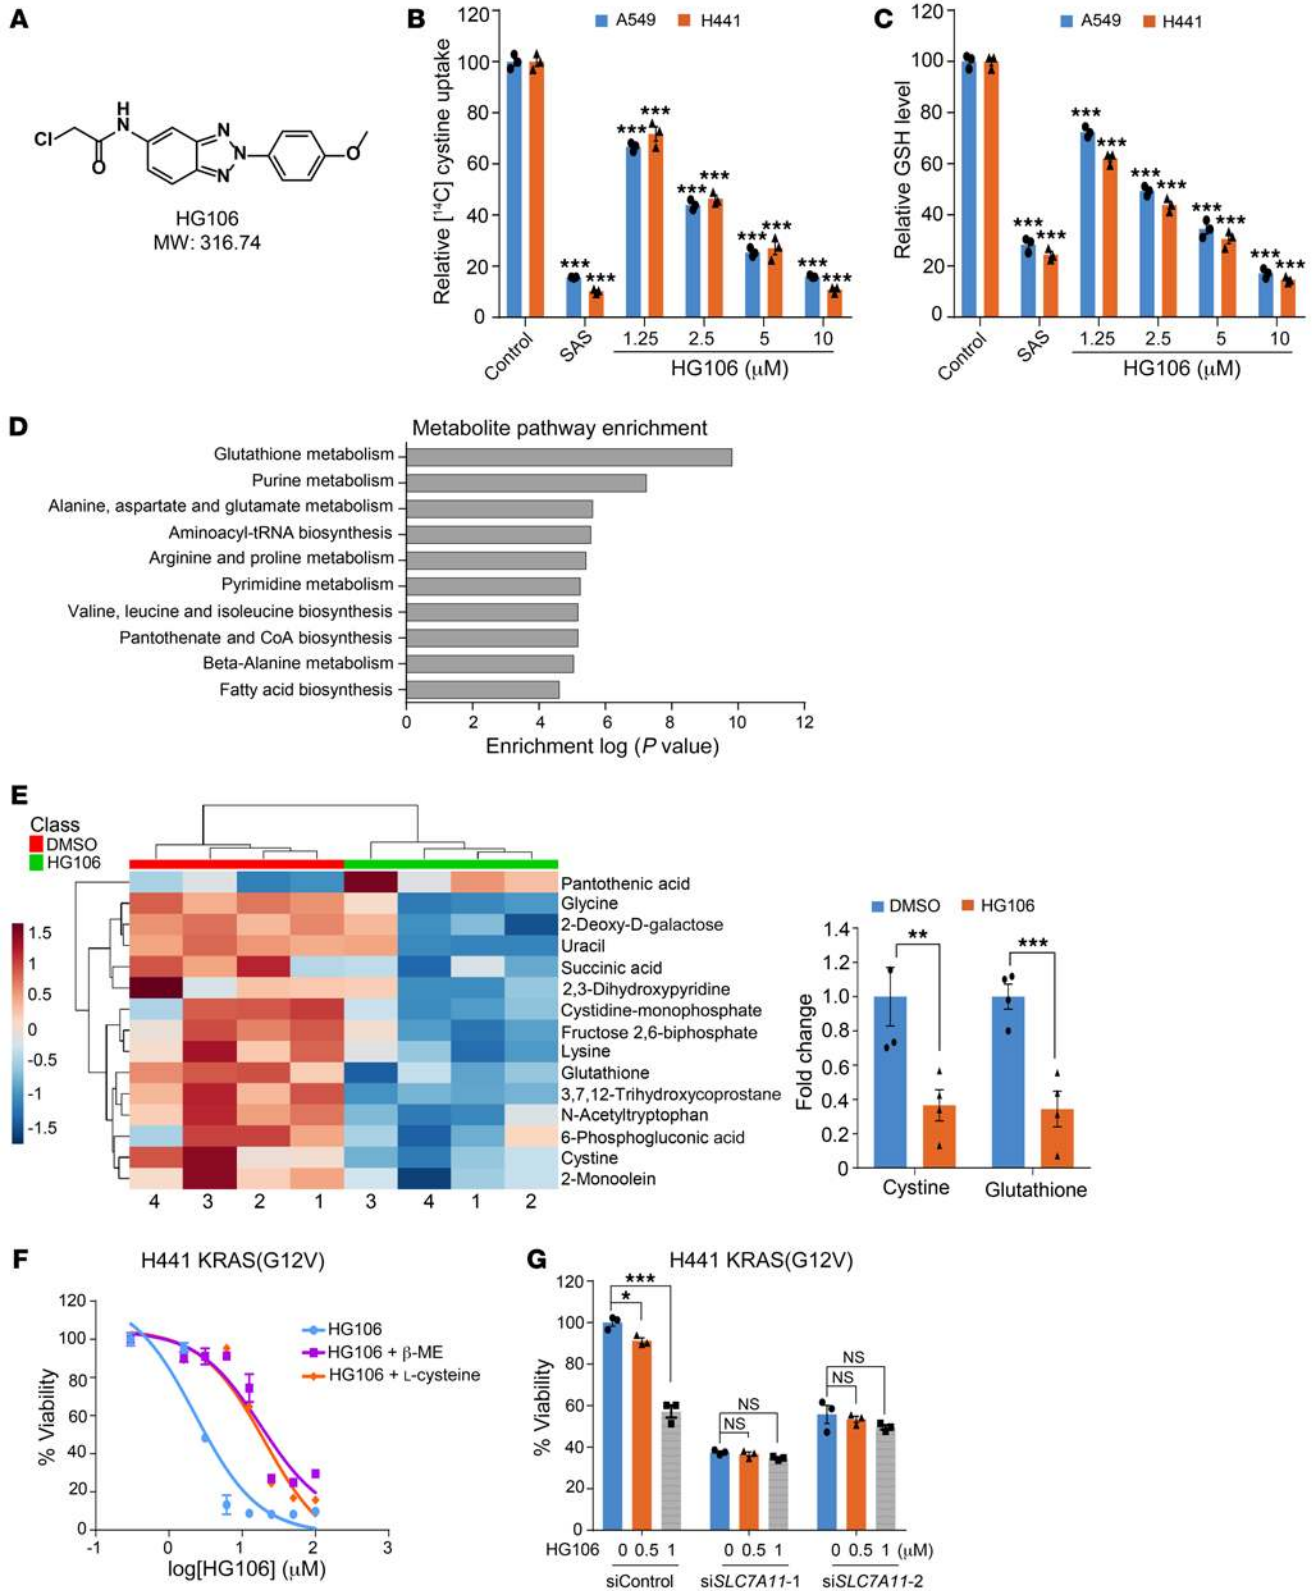 A
Cl
O
H
N
N
N
N
O
HG106
MW: 316.74
B
A549 H441
Relative [¹⁴C] cystine uptake
120
100
80
60
40
20
0
*** *** *** *** *** *** *** *** *** ***
Control SAS 1.25 2.5 5 10
HG106 (μM)
C
A549 H441
Relative GSH level
120
100
80
60
40
20
0
*** *** *** *** *** *** *** *** *** ***
Control SAS 1.25 2.5 5 10
HG106 (μM)
D
Metabolite pathway enrichment
Glutathione metabolism
Purine metabolism
Alanine, aspartate and glutamate metabolism
Aminoacyl-tRNA biosynthesis
Arginine and proline metabolism
Pyrimidine metabolism
Valine, leucine and isoleucine biosynthesis
Pantothenate and CoA biosynthesis
Beta-Alanine metabolism
Fatty acid biosynthesis
0 2 4 6 8 10 12
Enrichment log (P value)
E
Class
DMSO
HG106
1.5
1
0.5
0
-0.5
-1
-1.5
Pantothenic acid
Glycine
2-Deoxy-D-galactose
Uracil
Succinic acid
2,3-Dihydroxypyridine
Cystidine-monophosphate
Fructose 2,6-biphosphate
Lysine
Glutathione
3,7,12-Trihydroxycoprostane
N-Acetyltryptophan
6-Phosphogluconic acid
Cystine
2-Monoolein
4 3 2 1 3 4 1 2
DMSO HG106
Fold change
1.4
1.2
1.0
0.8
0.6
0.4
0.2
0
** ***
Cystine Glutathione
F
H441 KRAS(G12V)
% Viability
120
100
80
60
40
20
0
HG106
HG106 + β-ME
HG106 + L-cysteine
-1 0 1 2 3
log[HG106] (μM)
G
H441 KRAS(G12V)
% Viability
120
100
80
60
40
20
0
***
*
NS
NS
NS
NS
HG106 0 0.5 1 0 0.5 1 0 0.5 1 (μM)
siControl siSLC7A11-1 siSLC7A11-2